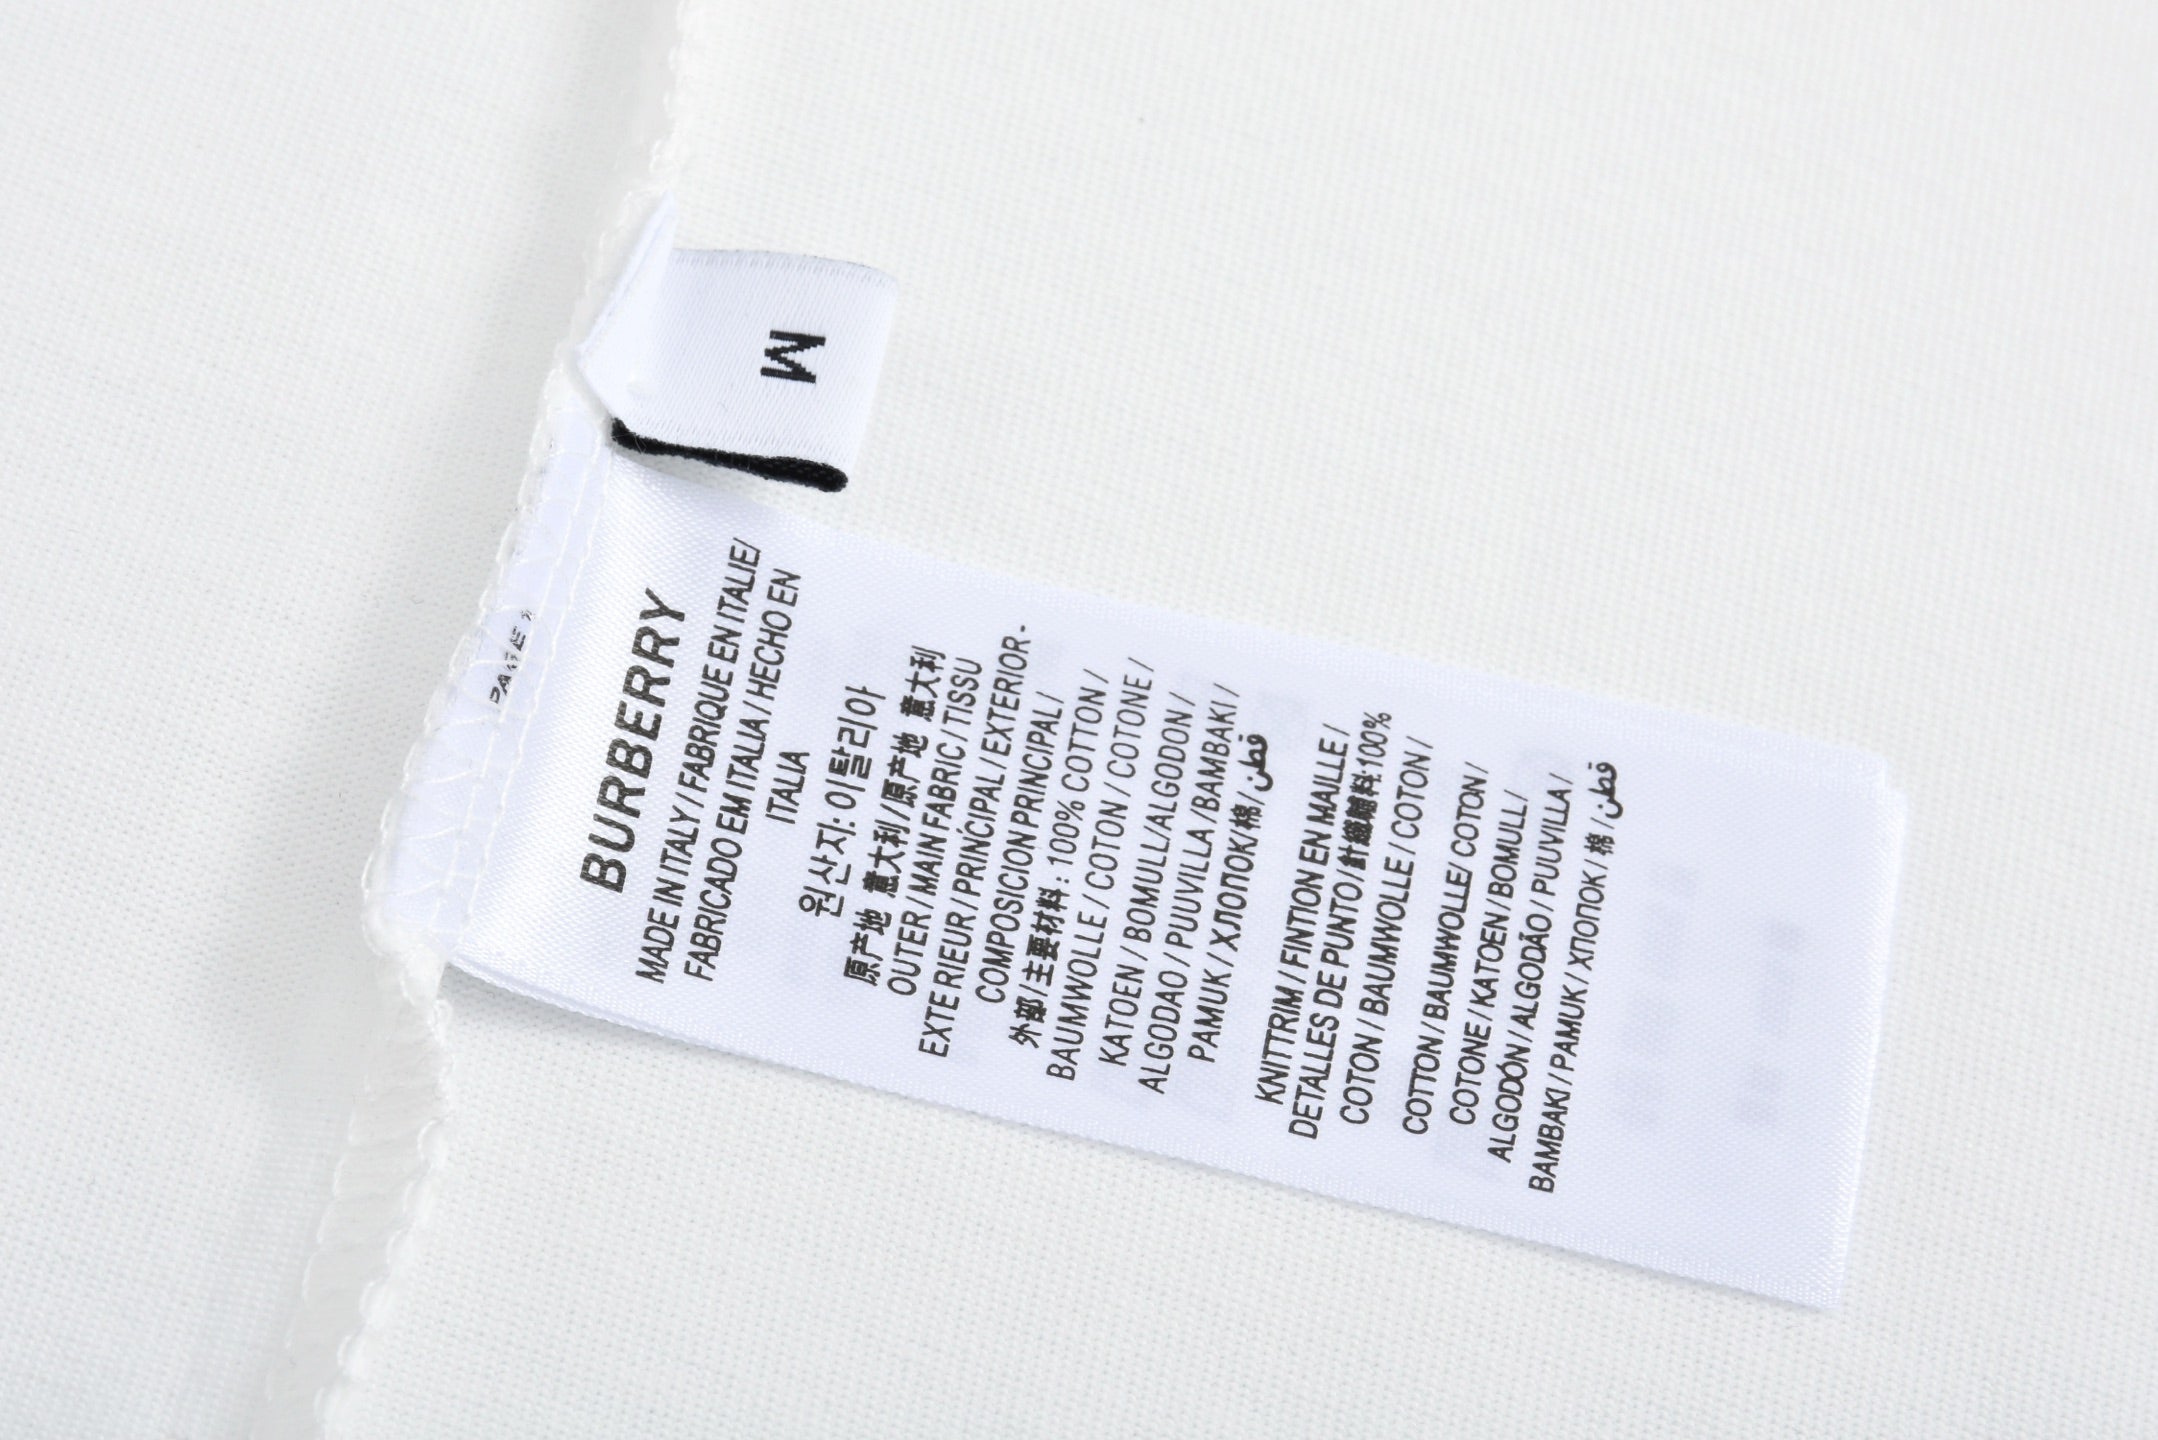 M
BURBERRY
MADE IN ITALY / FABRIQUE EN ITALIE/
FABRICADO EM ITALIA / HECHO EN
ITALIA
원산지: 이탈리아
原产地 意大利/原产地 意大利
OUTER / MAIN FABRIC / TISSU
EXTE RIEUR / PRINĆIPAL / EXTERIOR-
COMPOSICION PRINCIPAL /
外部/主要材料 : 100% COTTON /
BAUMWOLLE / COTON / COTONE /
KATOEN / BOMULL/ALGODON /
ALGODAO / PUUVILLA /BAMBAKI /
PAMUK / ХЛОПОК/棉/قطن
KNITTRIM / FINTION EN MAILLE /
DETALLES DE PUNTO/針織輔料:100%
COTON / BAUMWOLLE / COTON /
COTTON / BAUMWOLLE/ COTON /
COTONE / KATOEN / BOMULL/
ALGODÓN / ALGODÃO / PUUVILLA /
BAMBAKI / PAMUK / ХЛОПОК / 棉 / قطن